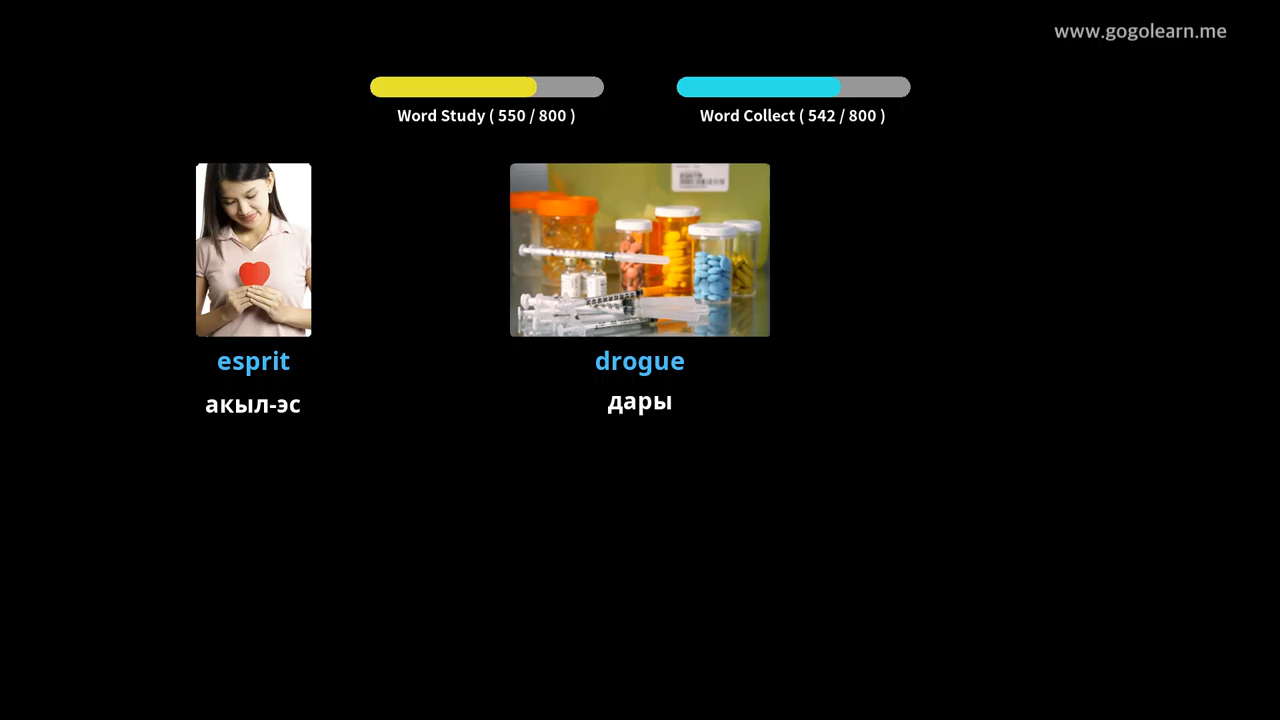 www.gogolearn.me
Word Study ( 550 / 800 )
Word Collect ( 542 / 800 )
esprit
drogue
акыл-эс
дары